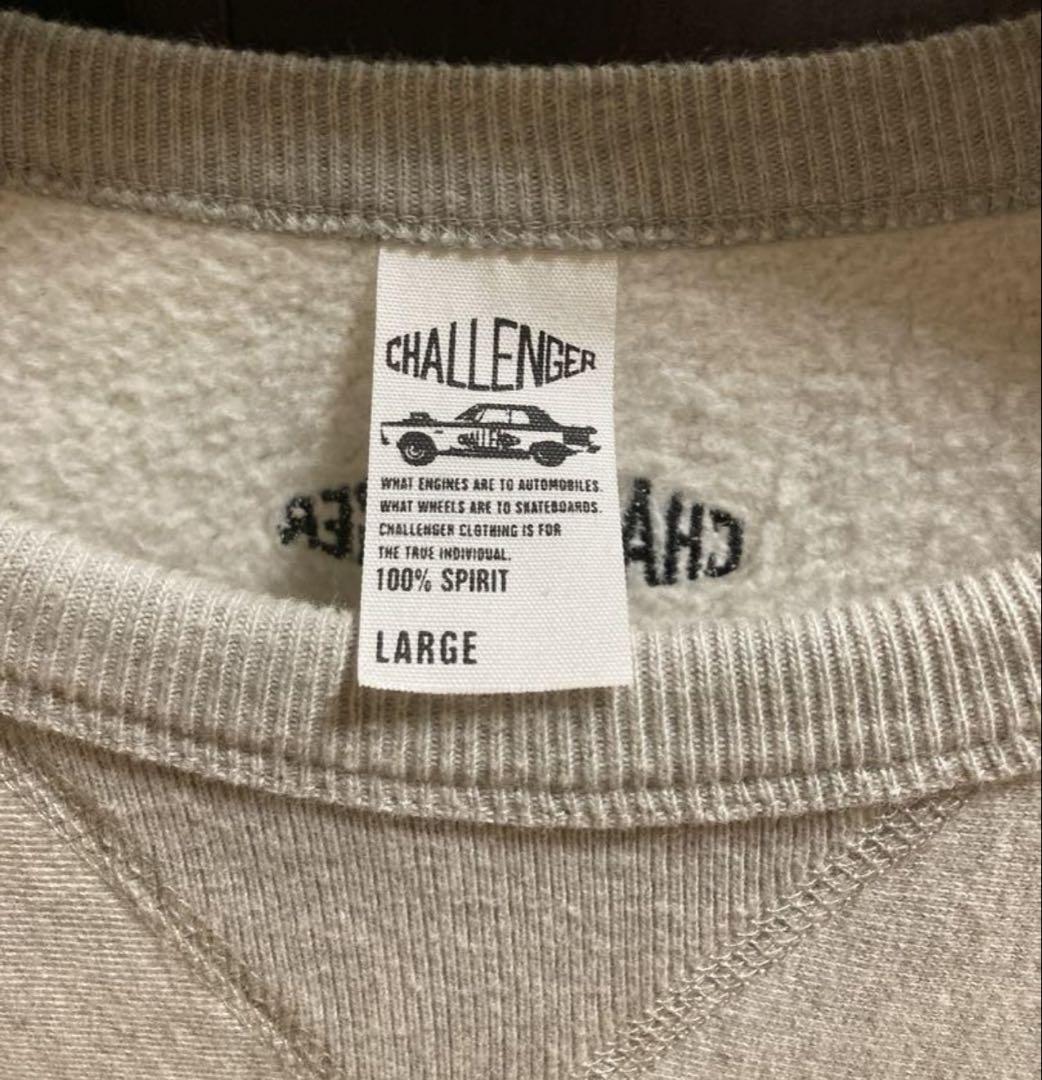 CHALLENGER
CHALLENGER
WHAT ENGINES ARE TO AUTOMOBILES.
WHAT WHEELS ARE TO SKATEBOARDS.
CHALLENGER CLOTHING IS FOR
THE TRUE INDIVIDUAL.
100% SPIRIT
LARGE